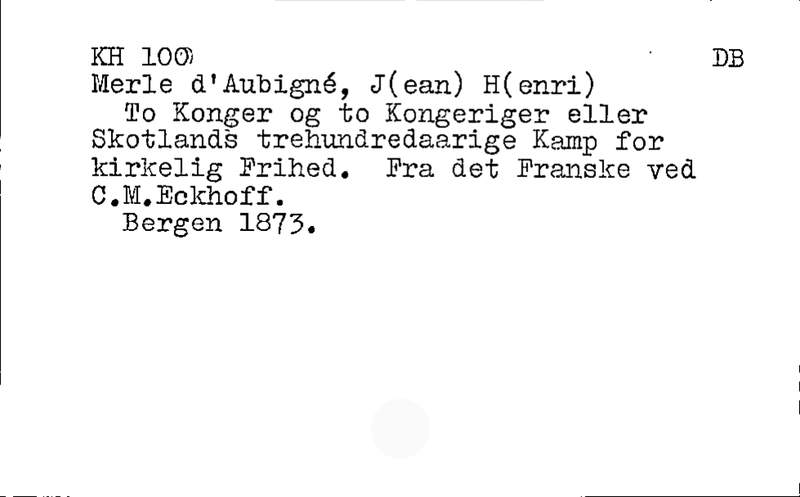 KH 100 DB
Merle d'Aubigné, J(ean) H(enri)
To Konger og to Kongeriger eller
Skotlands trehundredaarige Kamp for
kirkelig Frihed. Fra det Franske ved
C.M.Eckhoff.
Bergen 1873.